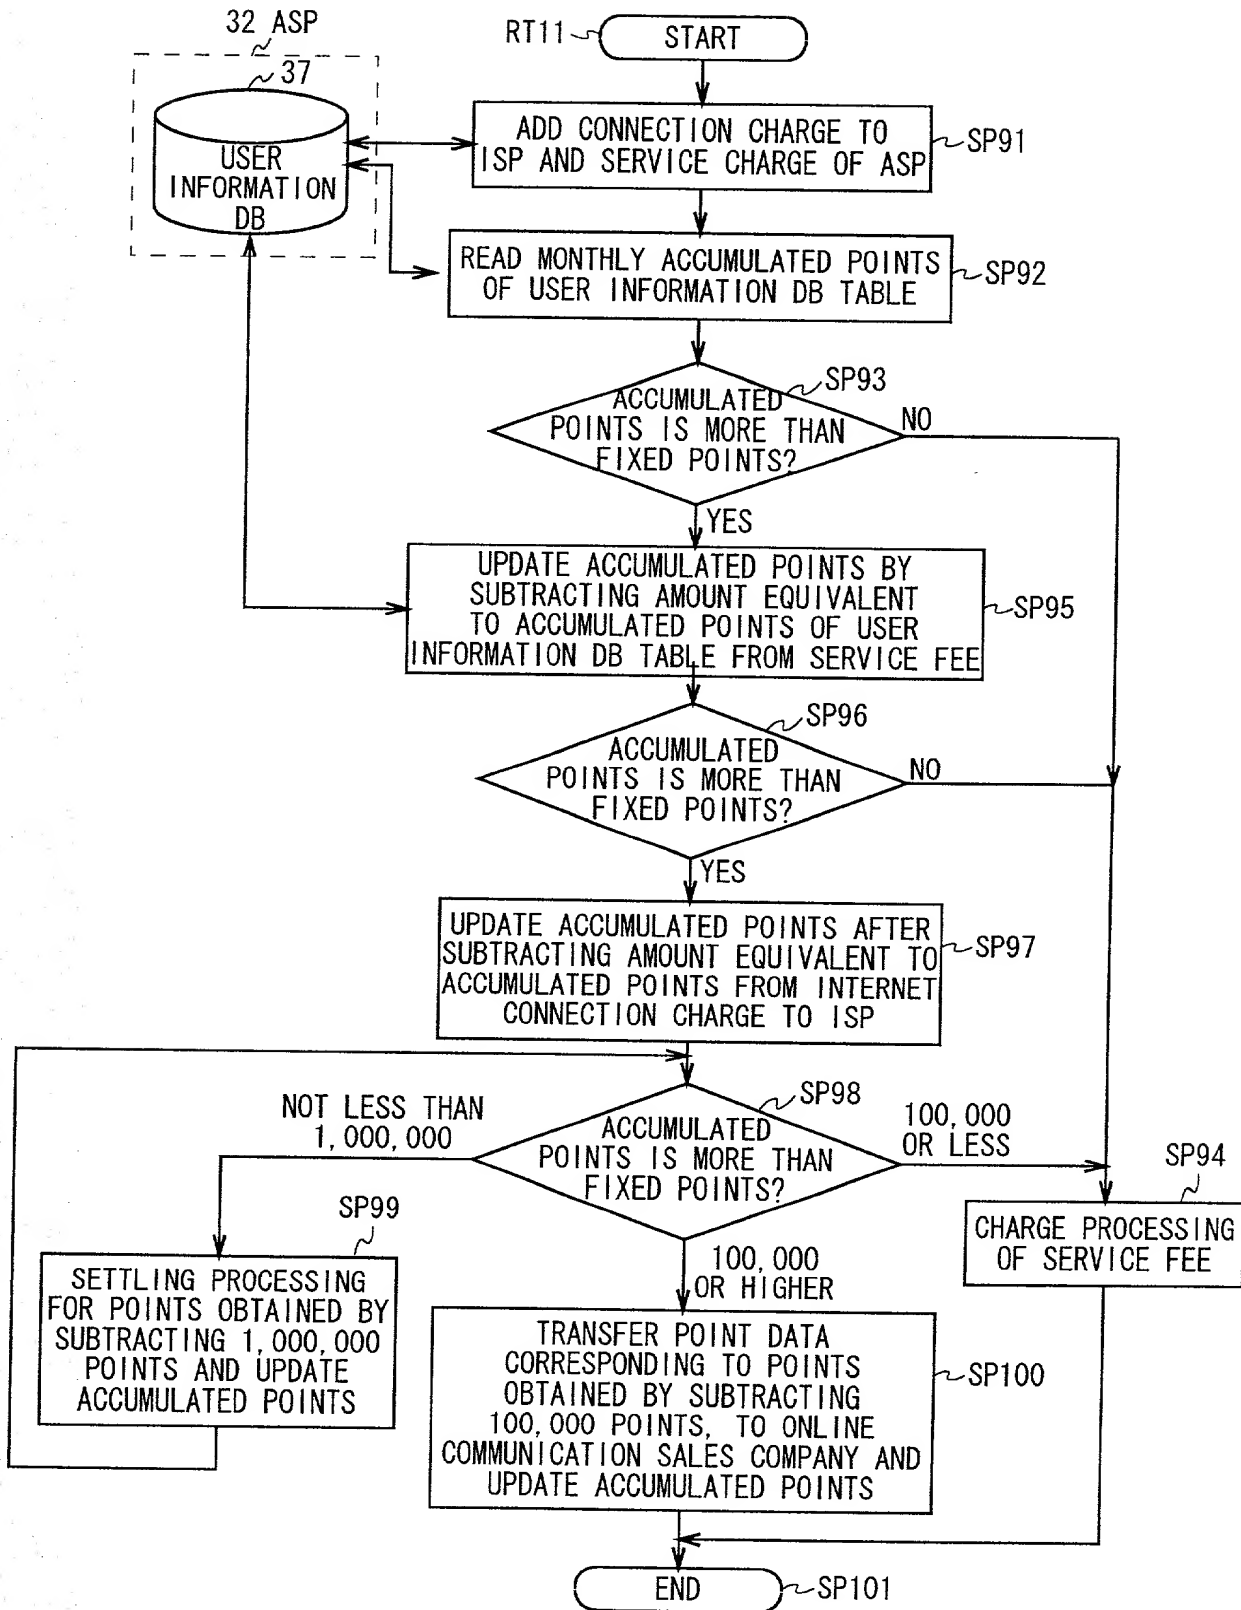 32 ASP
RT11
START
37
USER
INFORMATION
DB
ADD CONNECTION CHARGE TO
ISP AND SERVICE CHARGE OF ASP
SP91
READ MONTHLY ACCUMULATED POINTS
OF USER INFORMATION DB TABLE
SP92
SP93
ACCUMULATED
POINTS IS MORE THAN
FIXED POINTS?
NO
YES
UPDATE ACCUMULATED POINTS BY
SUBTRACTING AMOUNT EQUIVALENT
TO ACCUMULATED POINTS OF USER
INFORMATION DB TABLE FROM SERVICE FEE
SP95
SP96
ACCUMULATED
POINTS IS MORE THAN
FIXED POINTS?
NO
YES
UPDATE ACCUMULATED POINTS AFTER
SUBTRACTING AMOUNT EQUIVALENT TO
ACCUMULATED POINTS FROM INTERNET
CONNECTION CHARGE TO ISP
SP97
SP98
NOT LESS THAN
1,000,000
ACCUMULATED
POINTS IS MORE THAN
FIXED POINTS?
100,000
OR LESS
SP94
CHARGE PROCESSING
OF SERVICE FEE
SP99
SETTLING PROCESSING
FOR POINTS OBTAINED BY
SUBTRACTING 1,000,000
POINTS AND UPDATE
ACCUMULATED POINTS
100,000
OR HIGHER
TRANSFER POINT DATA
CORRESPONDING TO POINTS
OBTAINED BY SUBTRACTING
100,000 POINTS, TO ONLINE
COMMUNICATION SALES COMPANY AND
UPDATE ACCUMULATED POINTS
SP100
END
SP101